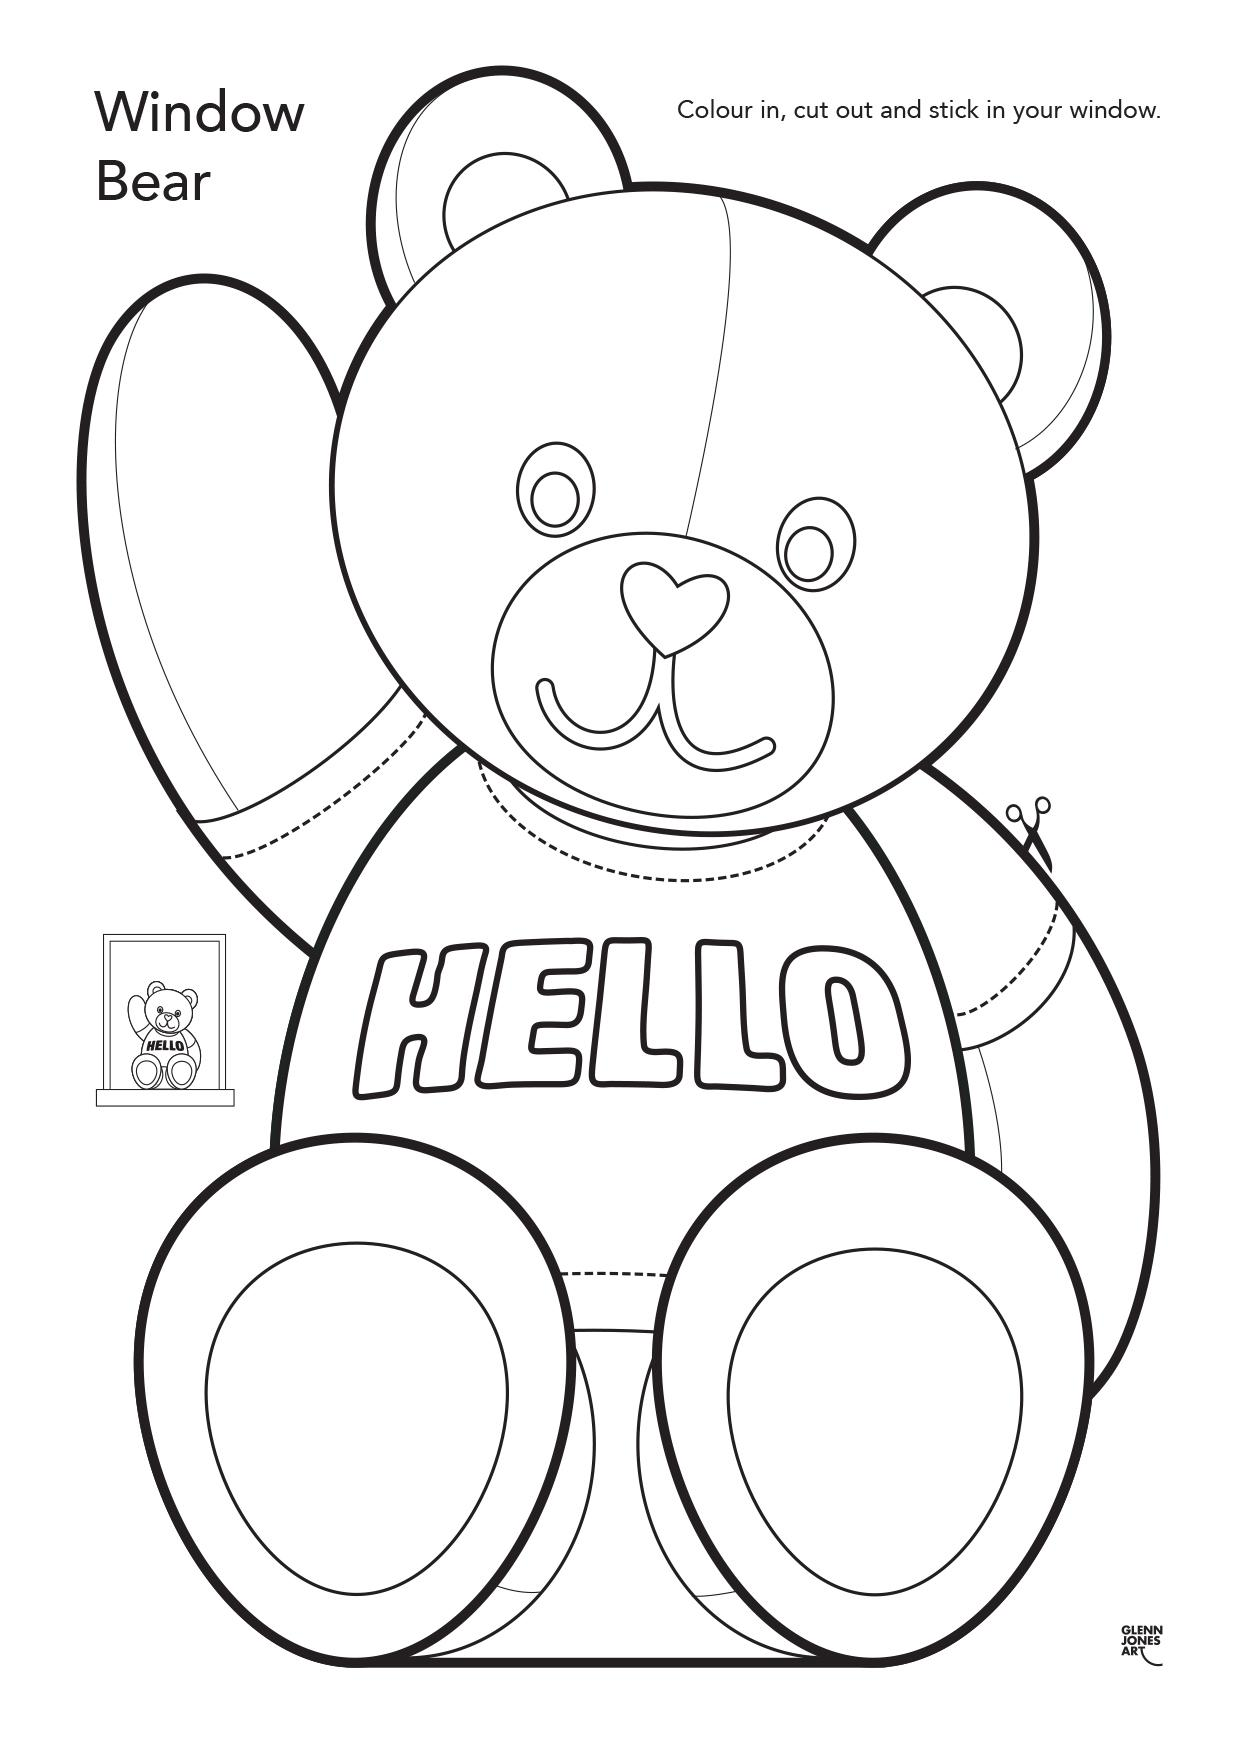 Window
Bear
Colour in, cut out and stick in your window.
HELLO
HELLO
GLENN
JONES
ART